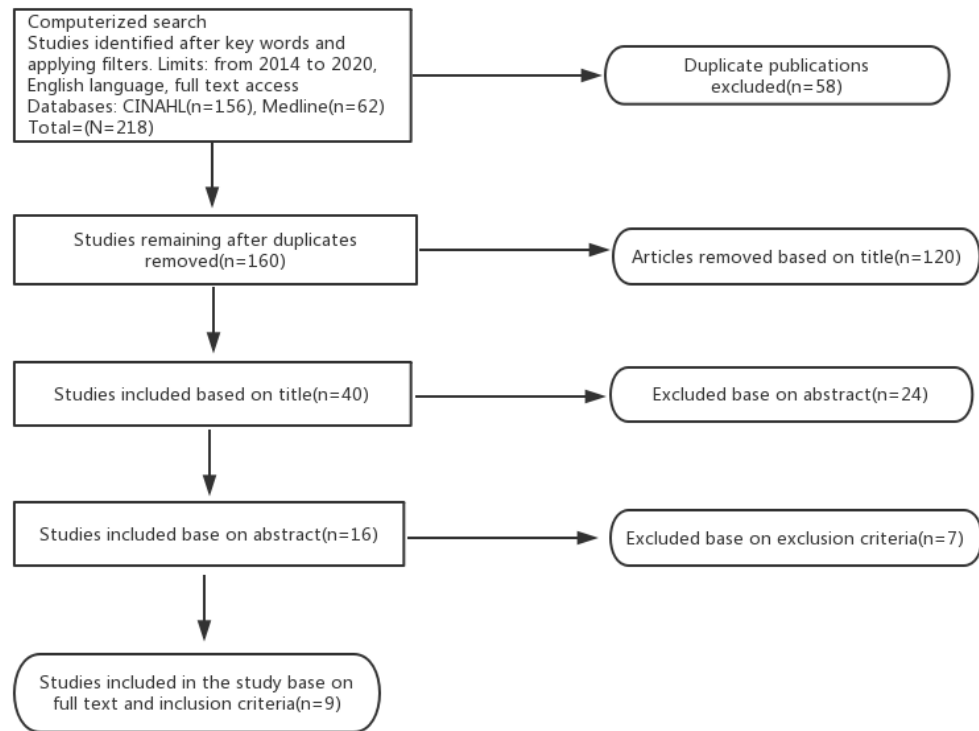 Computerized search
Studies identified after key words and
applying filters. Limits: from 2014 to 2020,
English language, full text access
Databases: CINAHL(n=156), Medline(n=62)
Total=(N=218)
Duplicate publications
excluded(n=58)
Studies remaining after duplicates
removed(n=160)
Articles removed based on title(n=120)
Studies included based on title(n=40)
Excluded base on abstract(n=24)
Studies included base on abstract(n=16)
Excluded base on exclusion criteria(n=7)
Studies included in the study base on
full text and inclusion criteria(n=9)